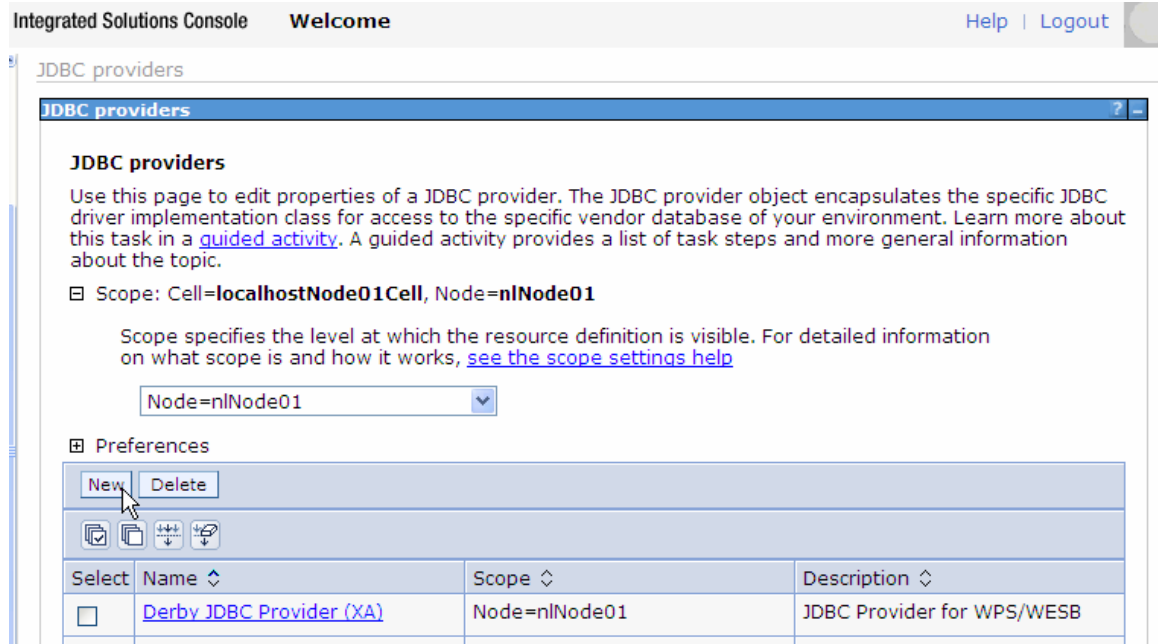 Integrated Solutions Console Welcome Help | Logout
JDBC providers
JDBC providers ? -
JDBC providers
Use this page to edit properties of a JDBC provider. The JDBC provider object encapsulates the specific JDBC
driver implementation class for access to the specific vendor database of your environment. Learn more about
this task in a guided activity. A guided activity provides a list of task steps and more general information
about the topic.
Scope: Cell=localhostNode01Cell, Node=nlNode01
Scope specifies the level at which the resource definition is visible. For detailed information
on what scope is and how it works, see the scope settings help
Node=nlNode01
Preferences
New Delete
Select Name Scope Description
Derby JDBC Provider (XA) Node=nlNode01 JDBC Provider for WPS/WESB